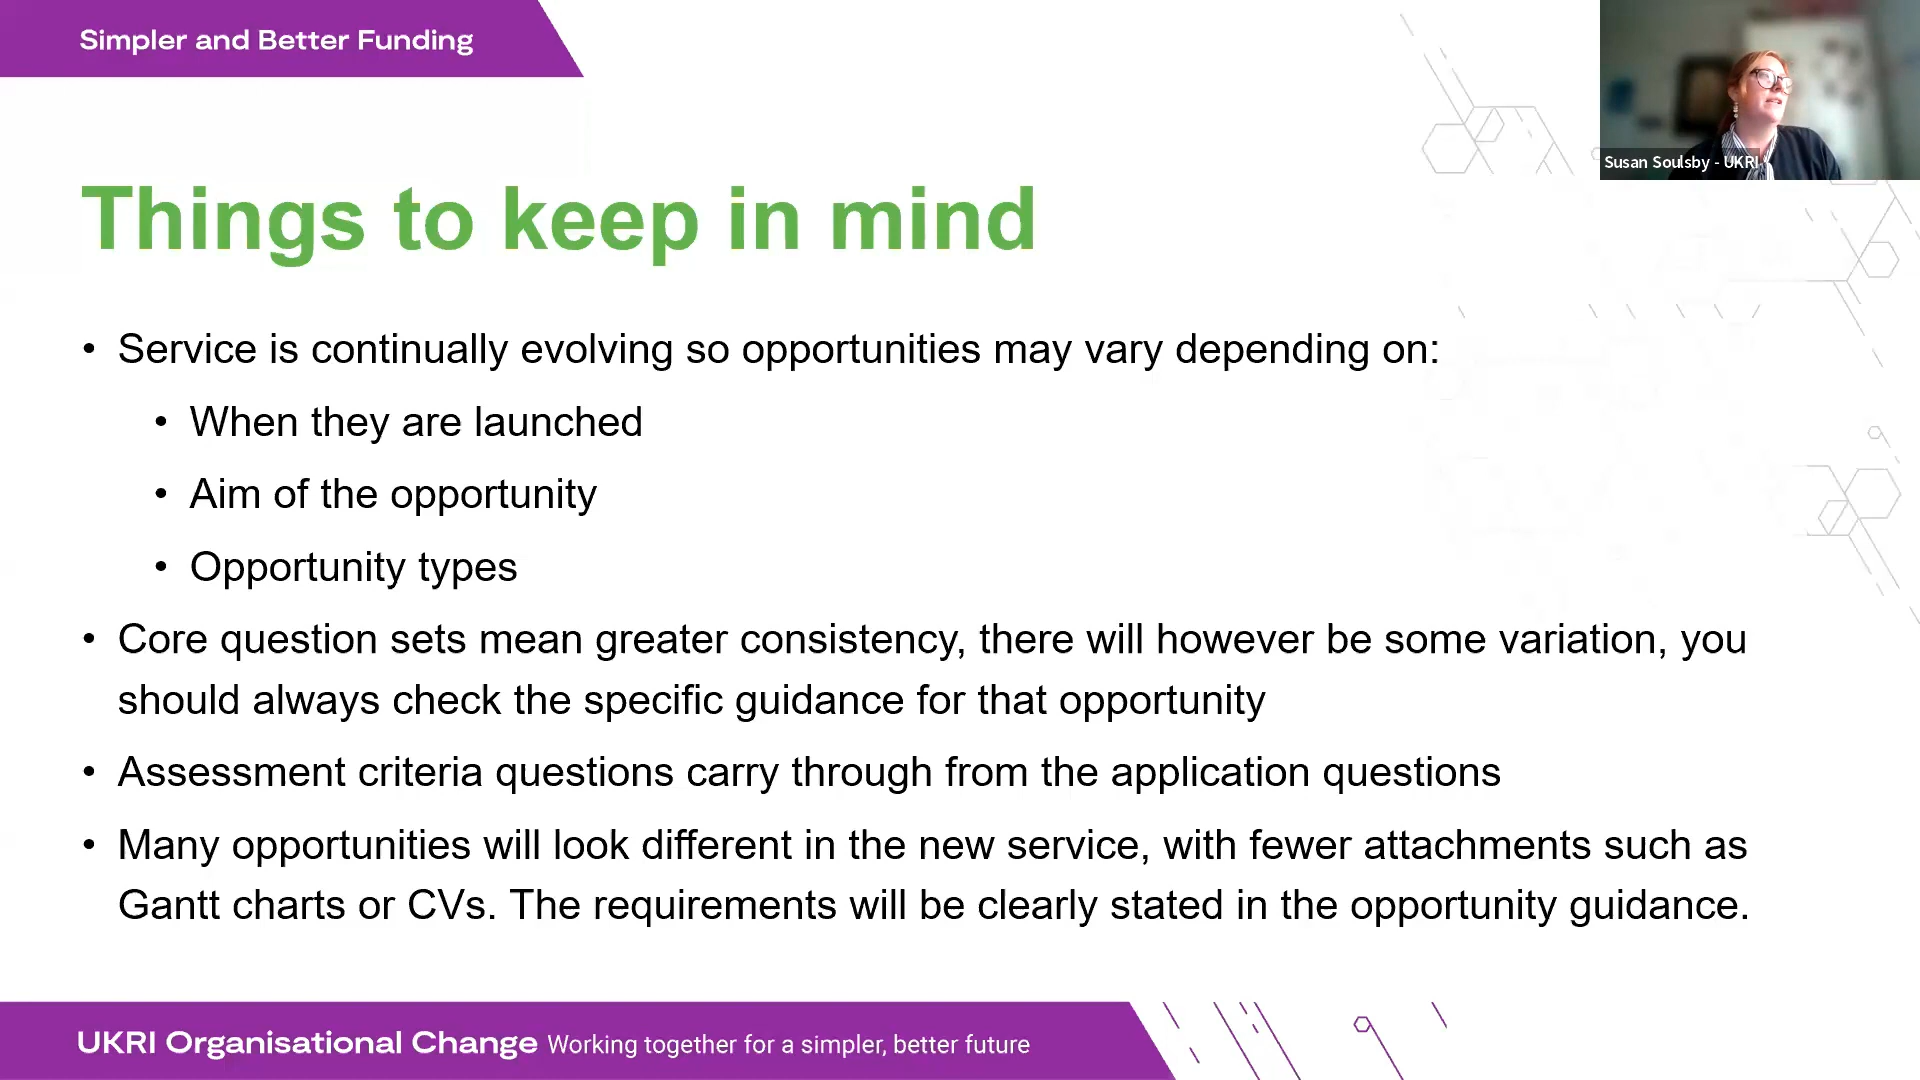 Simpler and Better Funding
Susan Soulsby - UKRI
Things to keep in mind
• Service is continually evolving so opportunities may vary depending on:
• When they are launched
• Aim of the opportunity
• Opportunity types
• Core question sets mean greater consistency, there will however be some variation, you
should always check the specific guidance for that opportunity
• Assessment criteria questions carry through from the application questions
• Many opportunities will look different in the new service, with fewer attachments such as
Gantt charts or CVs. The requirements will be clearly stated in the opportunity guidance.
UKRI Organisational Change Working together for a simpler, better future